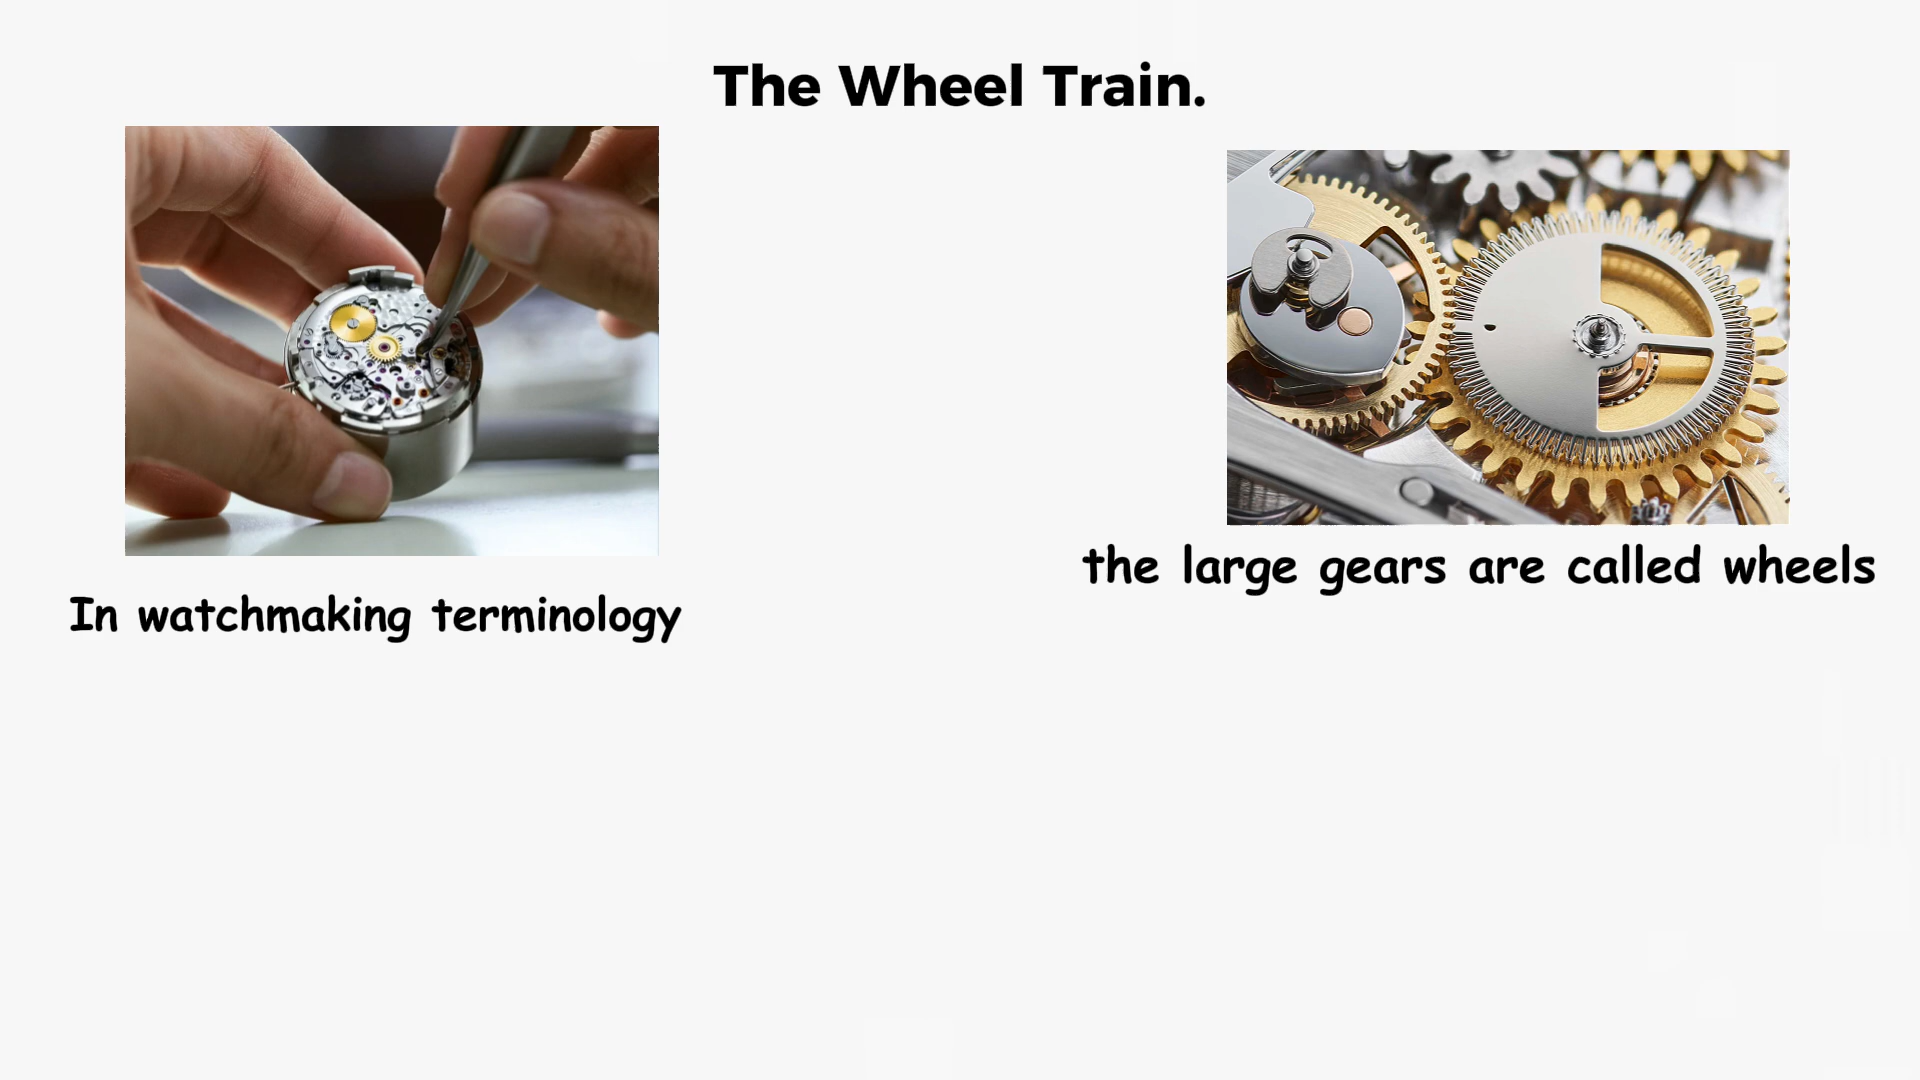 The Wheel Train.
In watchmaking terminology
the large gears are called wheels